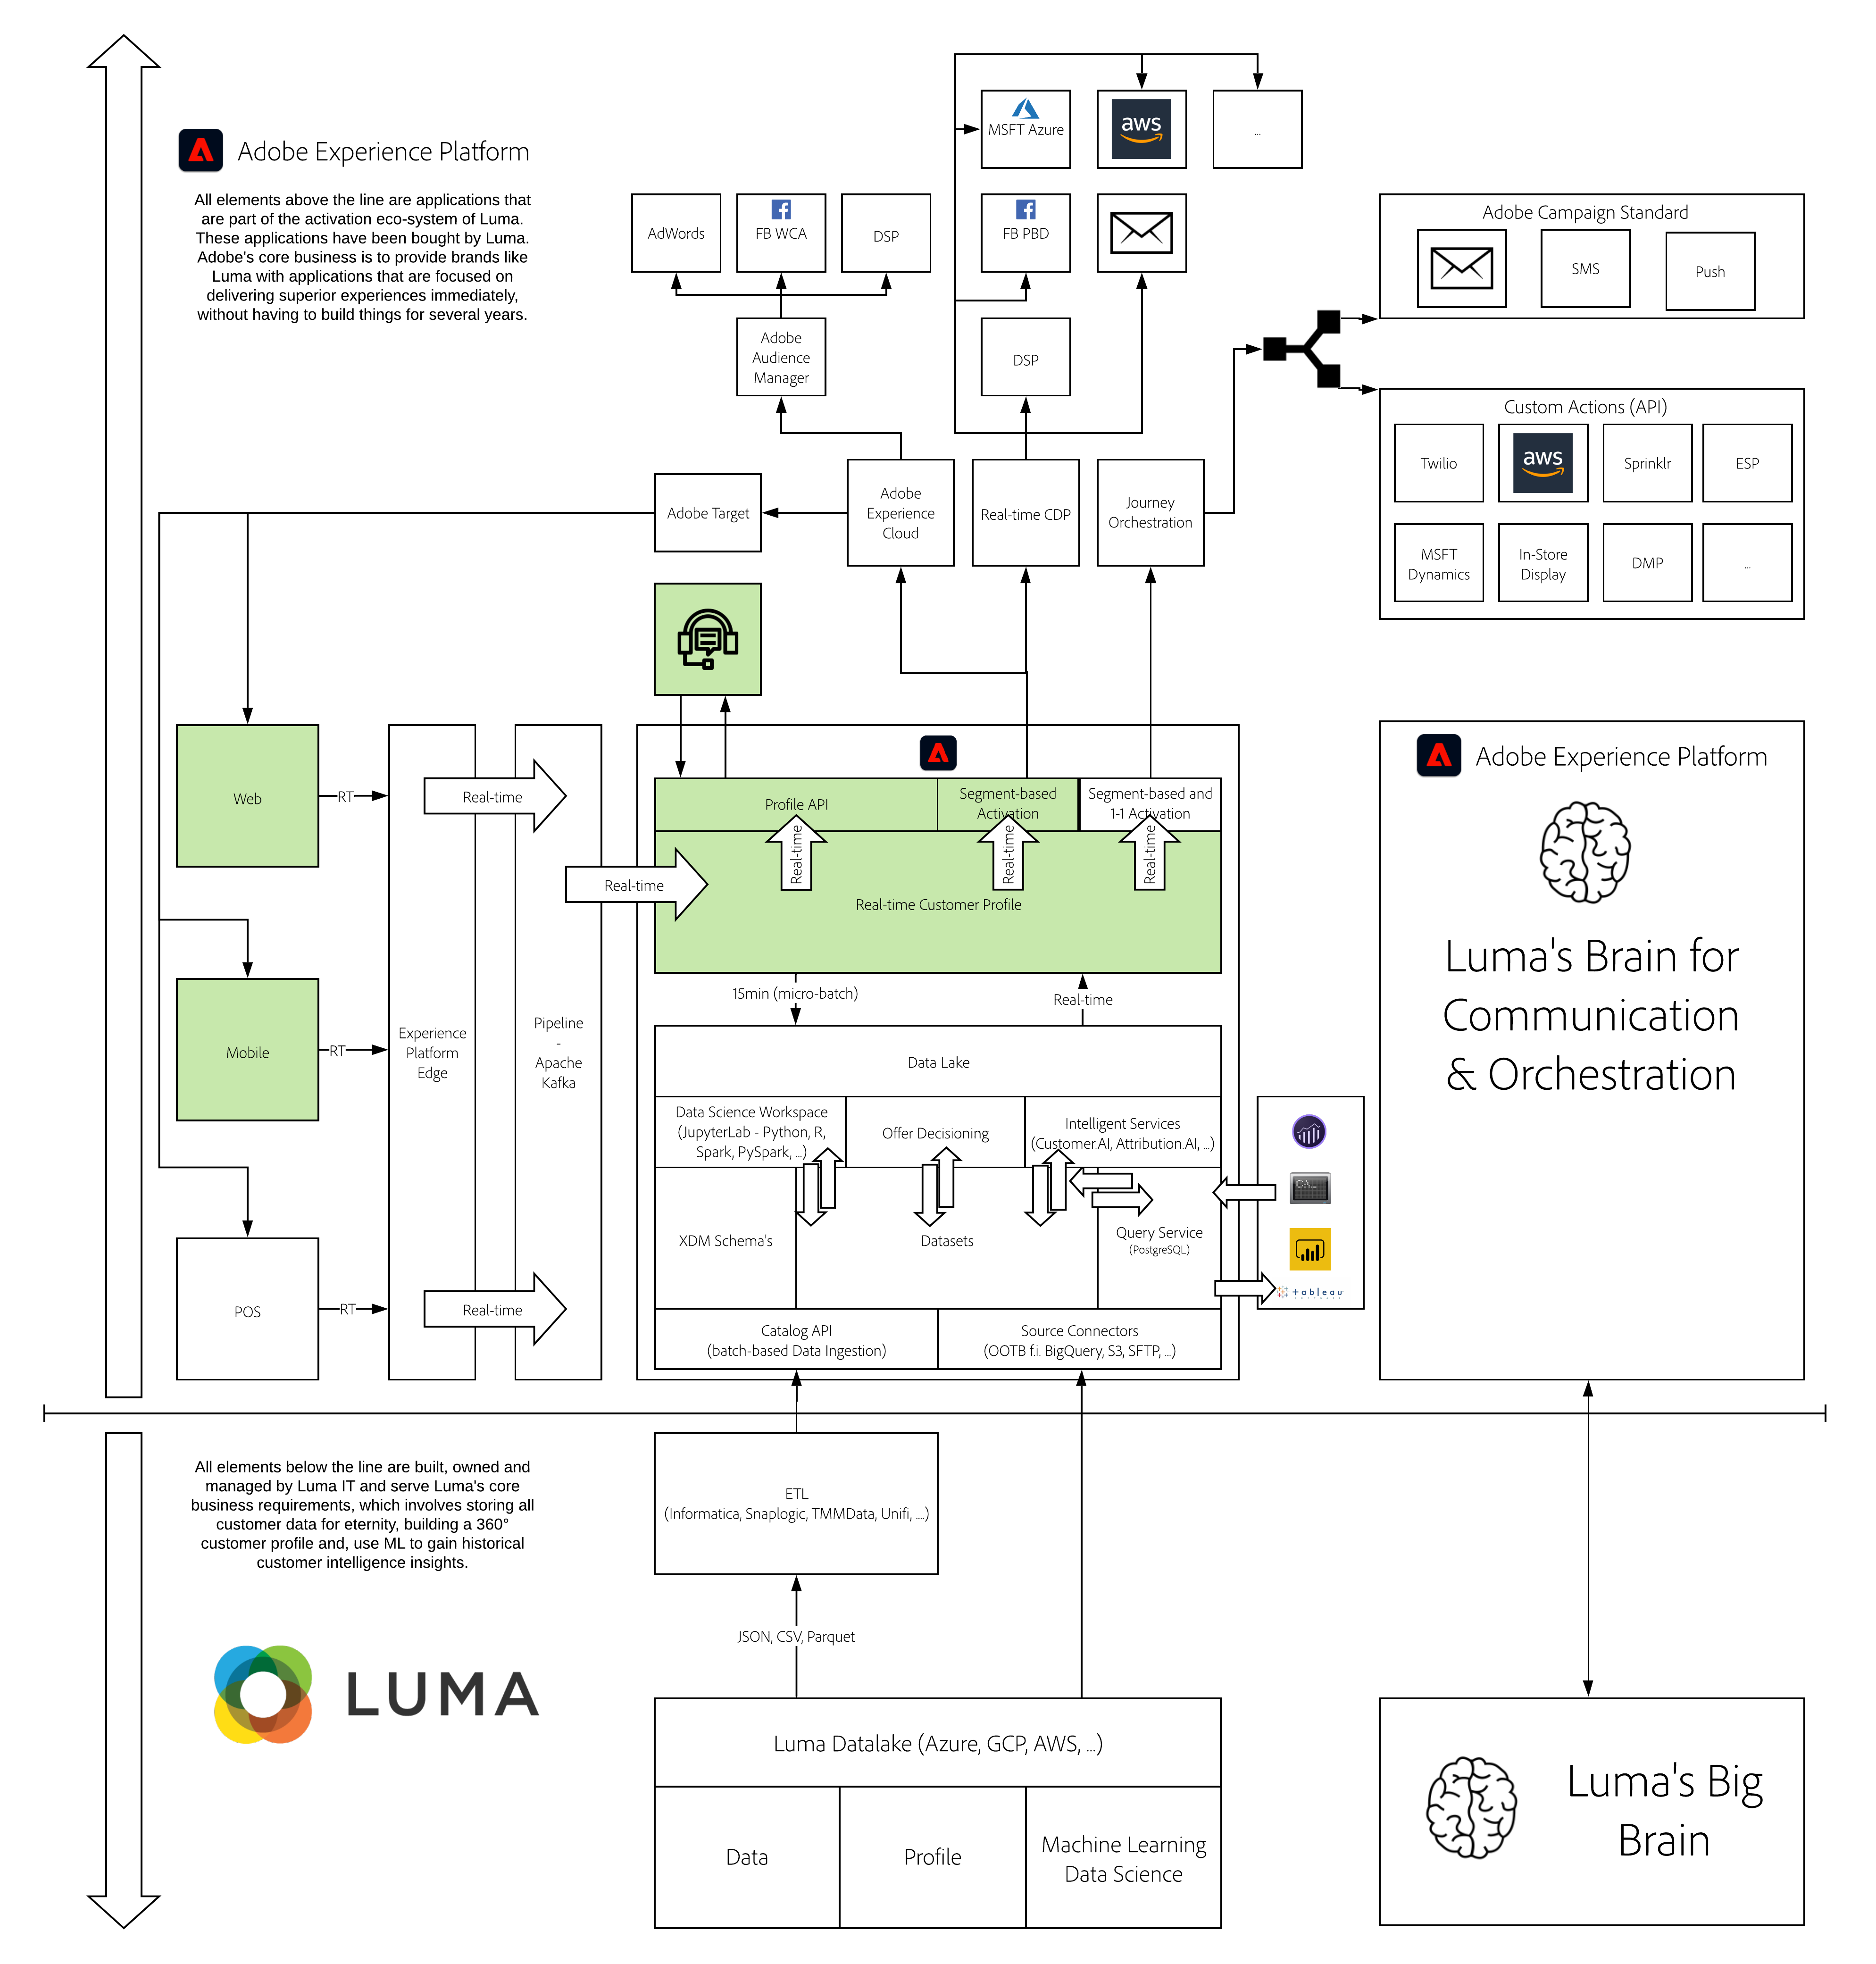 Adobe Experience Platform
All elements above the line are applications that
are part of the activation eco-system of Luma.
These applications have been bought by Luma.
Adobe's core business is to provide brands like
Luma with applications that are focused on
delivering superior experiences immediately,
without having to build things for several years.
MSFT Azure
aws
...
AdWords
FB WCA
DSP
FB PBD
Adobe
Audience
Manager
DSP
Adobe Campaign Standard
SMS
Push
Custom Actions (API)
Twilio
aws
Sprinklr
ESP
MSFT
Dynamics
In-Store
Display
DMP
...
Adobe Target
Adobe
Experience
Cloud
Real-time CDP
Journey
Orchestration
Web
RT
Mobile
RT
POS
RT
Experience
Platform
Edge
Pipeline
-
Apache
Kafka
Real-time
Real-time
Real-time
Profile API
Segment-based
Activation
Segment-based and
1-1 Activation
Real-time
Real-time
Real-time
Real-time Customer Profile
15min (micro-batch)
Real-time
Data Lake
Data Science Workspace
(JupyterLab - Python, R,
Spark, PySpark, ...)
Offer Decisioning
Intelligent Services
(Customer.AI, Attribution.AI, ...)
XDM Schema's
Datasets
Query Service
(PostgreSQL)
Catalog API
(batch-based Data Ingestion)
Source Connectors
(OOTB f.i. BigQuery, S3, SFTP, ...)
C:\_
+ableau
Adobe Experience Platform
Luma's Brain for
Communication
& Orchestration
All elements below the line are built, owned and
managed by Luma IT and serve Luma's core
business requirements, which involves storing all
customer data for eternity, building a 360°
customer profile and, use ML to gain historical
customer intelligence insights.
LUMA
ETL
(Informatica, Snaplogic, TMMData, Unifi, ....)
JSON, CSV, Parquet
Luma Datalake (Azure, GCP, AWS, ...)
Data
Profile
Machine Learning
Data Science
Luma's Big
Brain